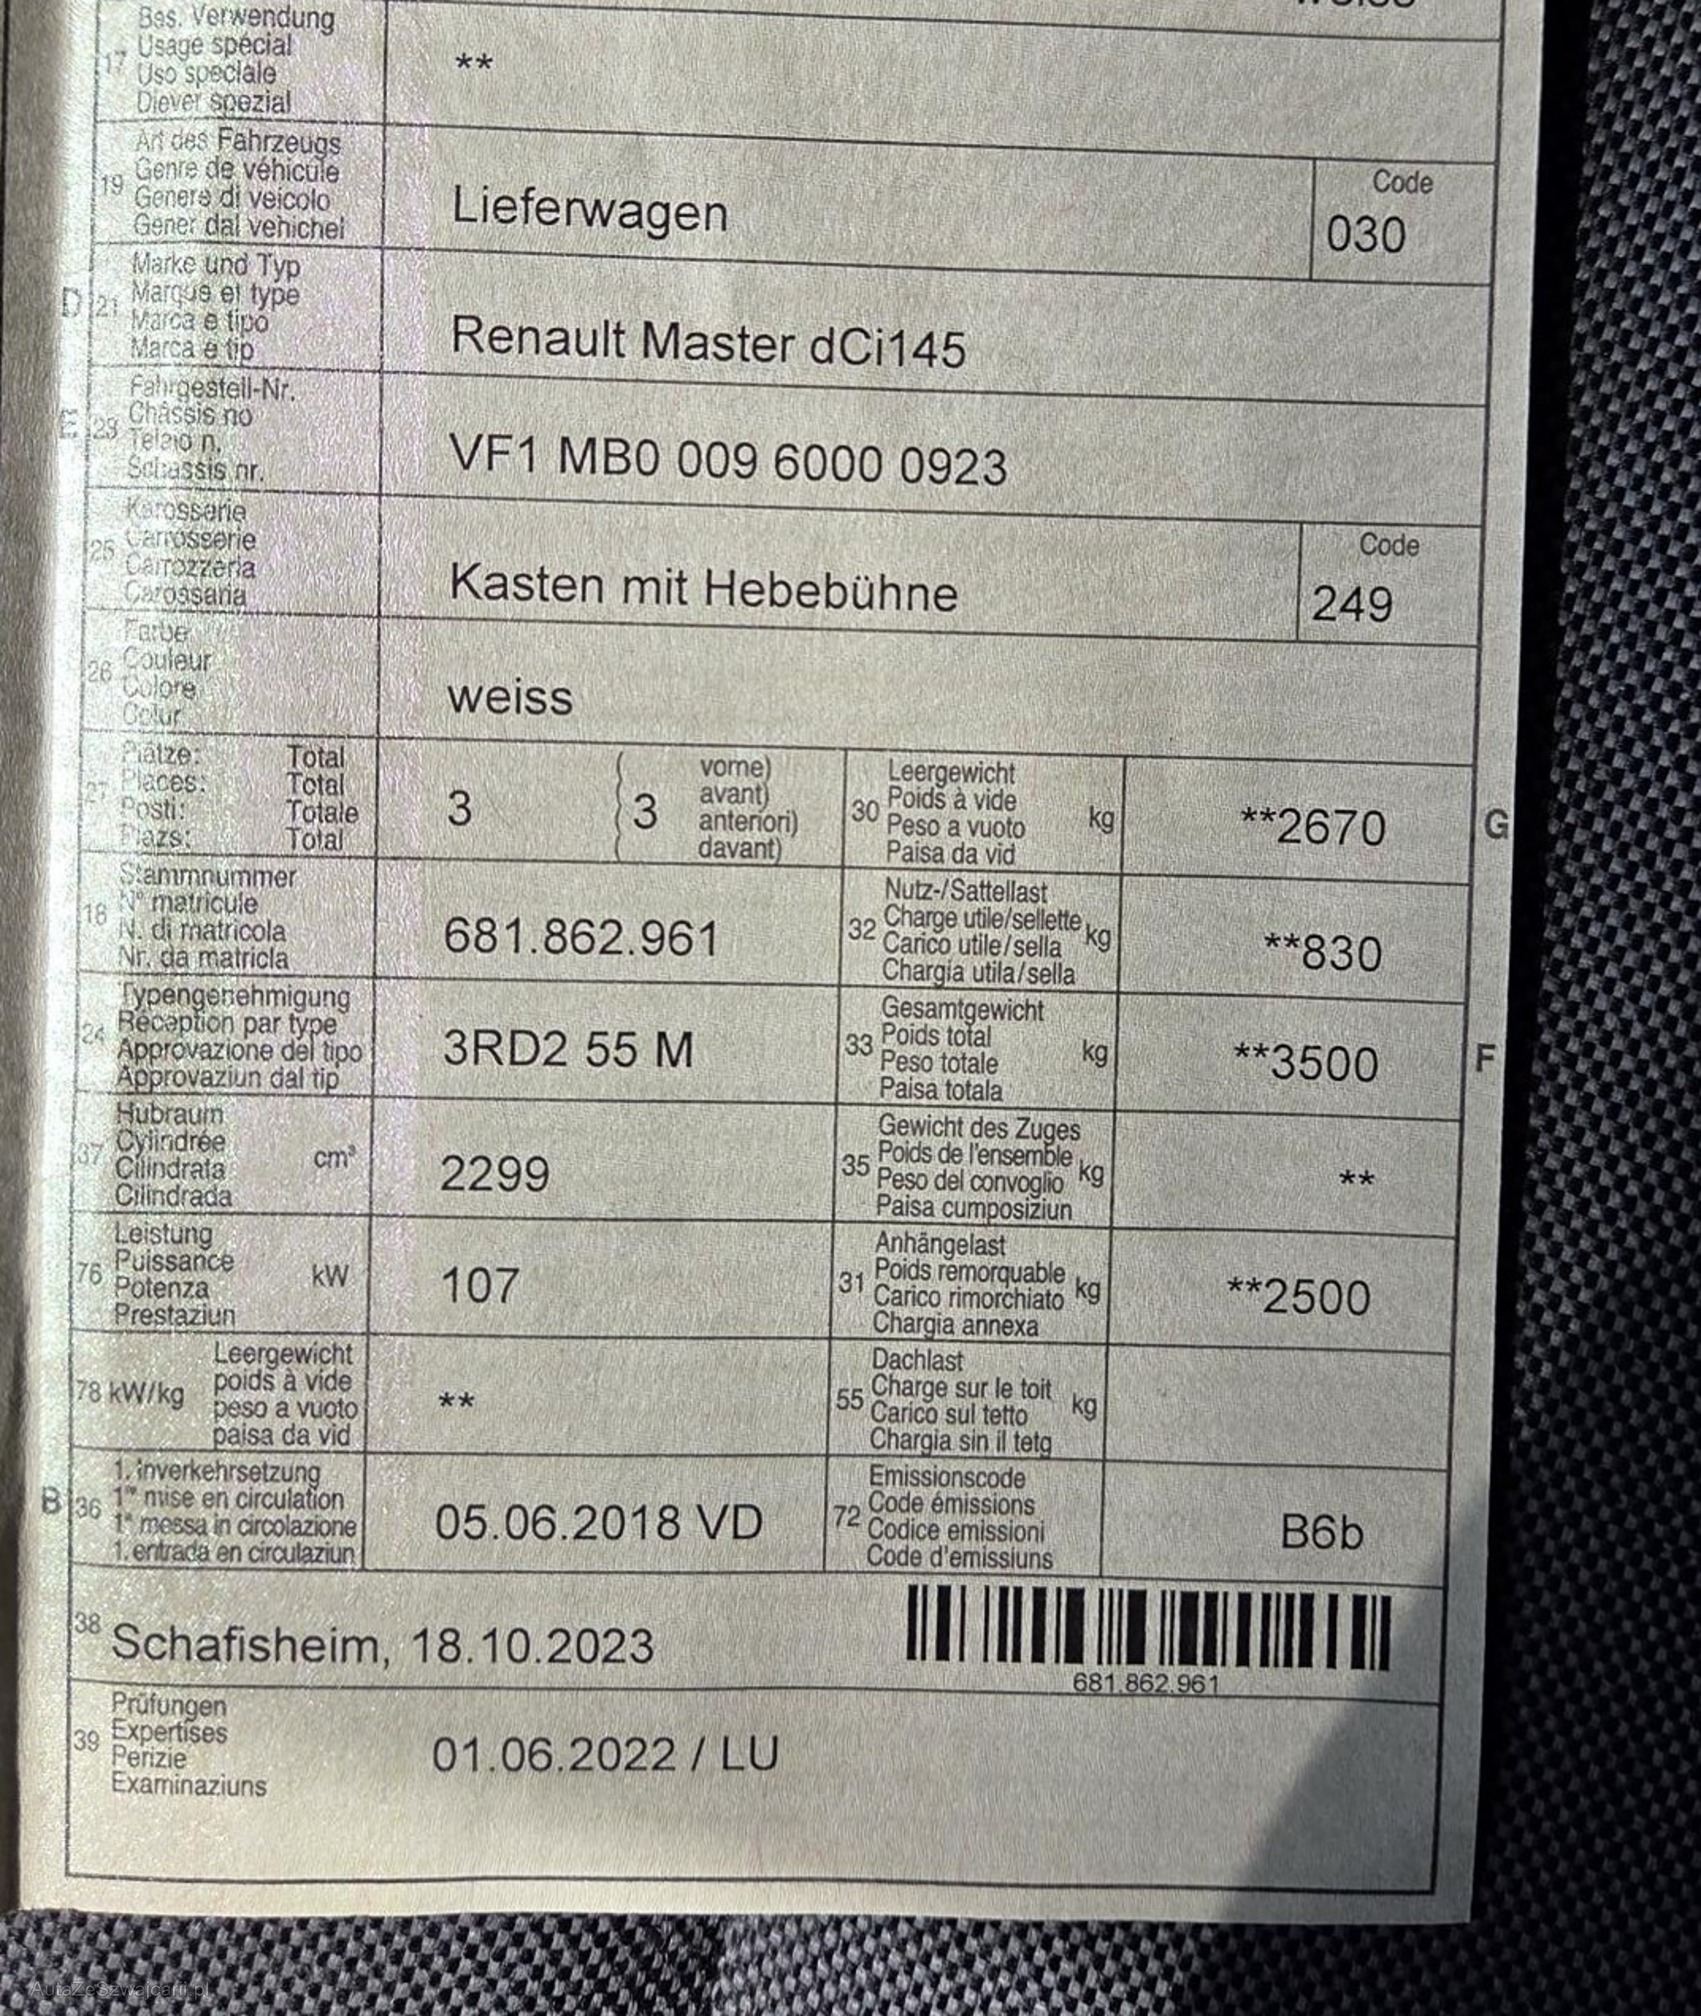 Bes. Verwendung
17 Usage spécial
Uso speciale
Diever spezial
**
Art des Fahrzeugs
19 Genre de véhicule
Genere di veicolo
Gener dal vehichel
Lieferwagen
Code
030
Marke und Typ
D 21 Marque et type
Marca e tipo
Marca e tip
Renault Master dCi145
Fahrgestell-Nr.
E 23 Châssis no
Telaio n.
Schassis nr.
VF1 MB0 009 6000 0923
Karosserie
25 Carrosserie
Carrozzeria
Carossaria
Kasten mit Hebebühne
Code
249
Farbe
26 Couleur
Colore
Colur
weiss
Plätze: Total
27 Places: Total
Posti: Totale
Plazs: Total
3 (3 vorne)
avant)
anteriori)
davant)
Leergewicht
30 Poids à vide kg
Peso a vuoto
Paisa da vid
**2670 G
Stammnummer
18 N° matricule
N. di matricola
Nr. da matricla
681.862.961
Nutz-/Sattellast
32 Charge utile/sellette kg
Carico utile/sella
Chargia utila/sella
**830
Typengenehmigung
24 Réception par type
Approvazione del tipo
Approvaziun dal tip
3RD2 55 M
Gesamtgewicht
33 Poids total kg
Peso totale
Paisa totala
**3500 F
Hubraum
37 Cylindrée cm³
Cilindrata
Cilindrada
2299
Gewicht des Zuges
35 Poids de l'ensemble kg
Peso del convoglio
Paisa cumposiziun
**
Leistung
76 Puissance kW
Potenza
Prestaziun
107
Anhängelast
31 Poids remorquable kg
Carico rimorchiato
Chargia annexa
**2500
Leergewicht
78 kW/kg poids à vide
peso a vuoto
paisa da vid
**
Dachlast
55 Charge sur le toit kg
Carico sul tetto
Chargia sin il tetg
1. Inverkehrsetzung
B 36 1re mise en circulation
1a messa in circolazione
1. entrada en circulaziun
05.06.2018 VD
Emissionscode
72 Code émissions
Codice emissioni
Code d'emissiuns
B6b
38 Schafisheim, 18.10.2023
681.862.961
Prüfungen
39 Expertises
Perizie
Examinaziuns
01.06.2022 / LU
AutaZeSzwajcarii.pl